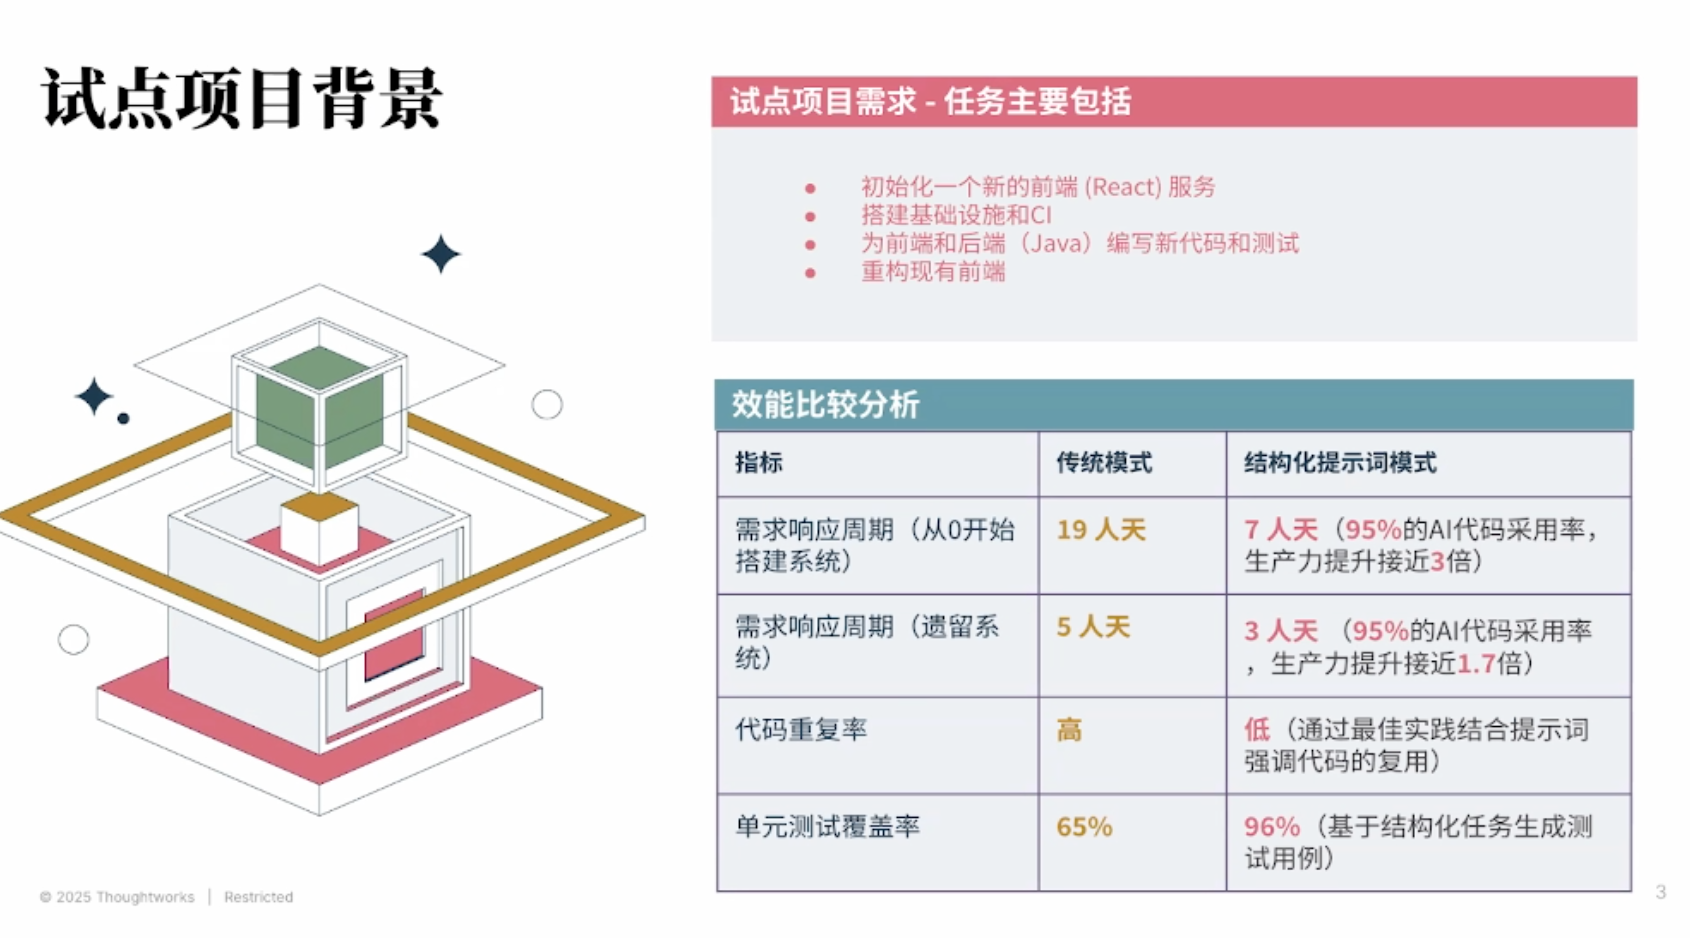 试点项目背景
试点项目需求 - 任务主要包括
● 初始化一个新的前端 (React) 服务
● 搭建基础设施和CI
● 为前端和后端（Java）编写新代码和测试
● 重构现有前端
效能比较分析
指标
传统模式
结构化提示词模式
需求响应周期（从0开始
搭建系统）
19 人天
7 人天（95%的AI代码采用率，
生产力提升接近3倍）
需求响应周期（遗留系
统）
5 人天
3 人天 （95%的AI代码采用率
，生产力提升接近1.7倍）
代码重复率
高
低（通过最佳实践结合提示词
强调代码的复用）
单元测试覆盖率
65%
96%（基于结构化任务生成测
试用例）
© 2025 Thoughtworks | Restricted
3